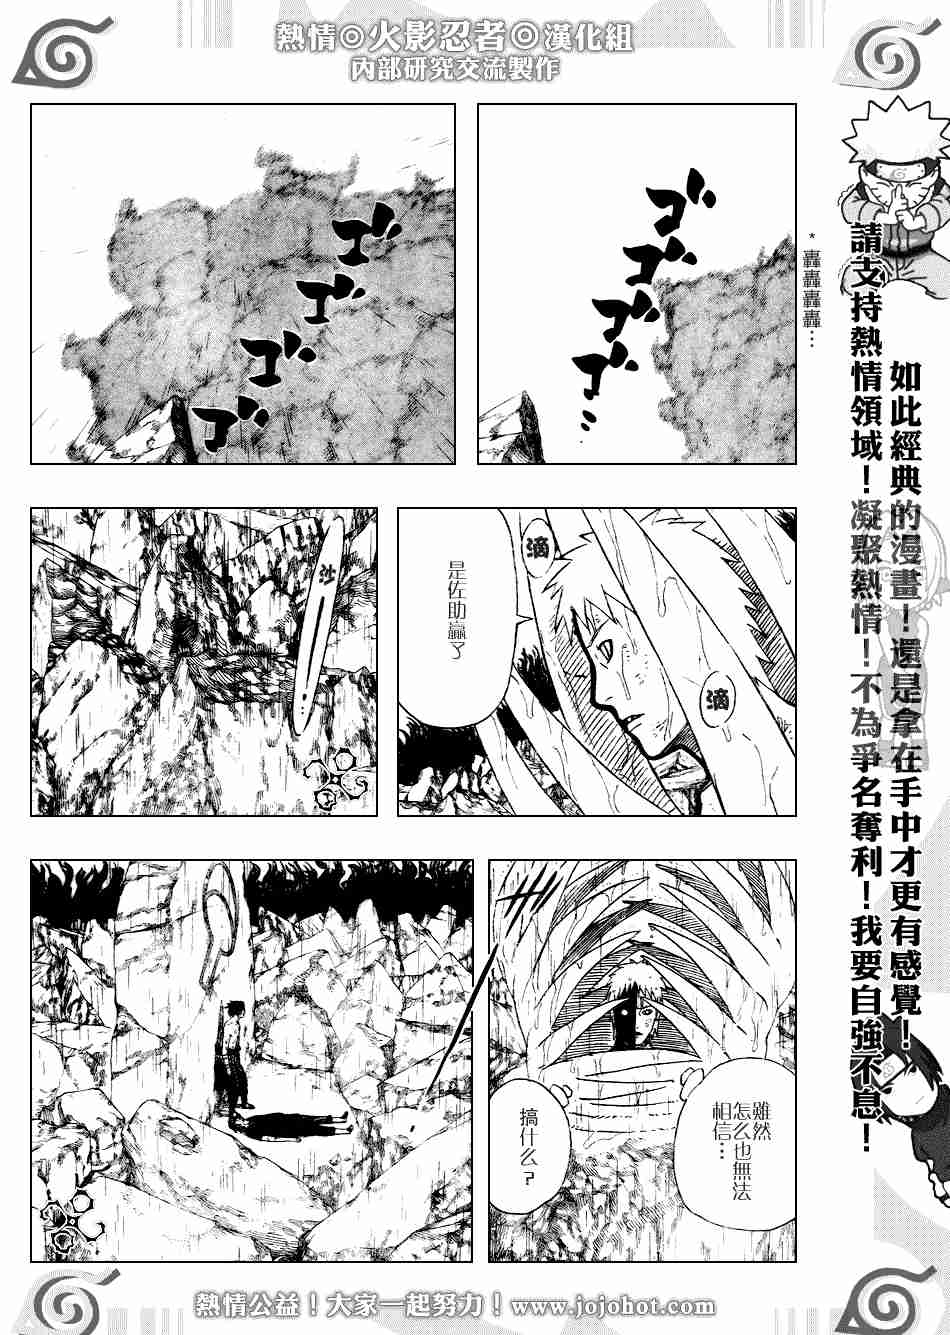 熱情◎火影忍者◎漢化組
內部研究交流製作
ゴゴゴゴ…
*轟轟轟轟…
ゴゴゴゴ
滴
滴
是佐助贏了
沙
雖然
怎么也無法
相信…
搞什么？
如此經典的漫畫！還是拿在手中才更有感覺！
請支持熱情領域！凝聚熱情！不為爭名奪利！我要自強不息！
熱情公益！大家一起努力！www.jojohot.com